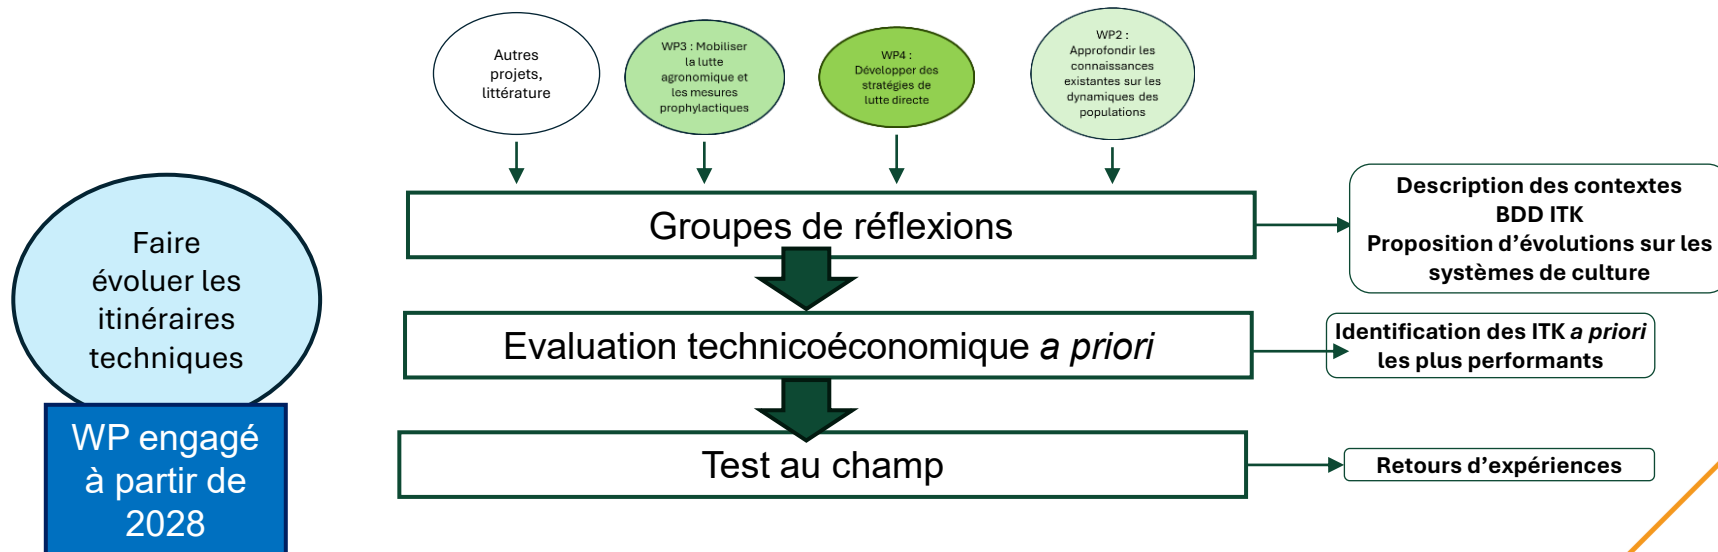 Autres
projets,
littérature
WP3 : Mobiliser
la lutte
agronomique et
les mesures
prophylactiques
WP4 :
Développer des
stratégies de
lutte directe
WP2 :
Approfondir les
connaissances
existantes sur les
dynamiques des
populations
Faire
évoluer les
itinéraires
techniques
WP engagé
à partir de
2028
Groupes de réflexions
Description des contextes
BDD ITK
Proposition d’évolutions sur les
systèmes de culture
Evaluation technicoéconomique a priori
Identification des ITK a priori
les plus performants
Test au champ
Retours d’expériences